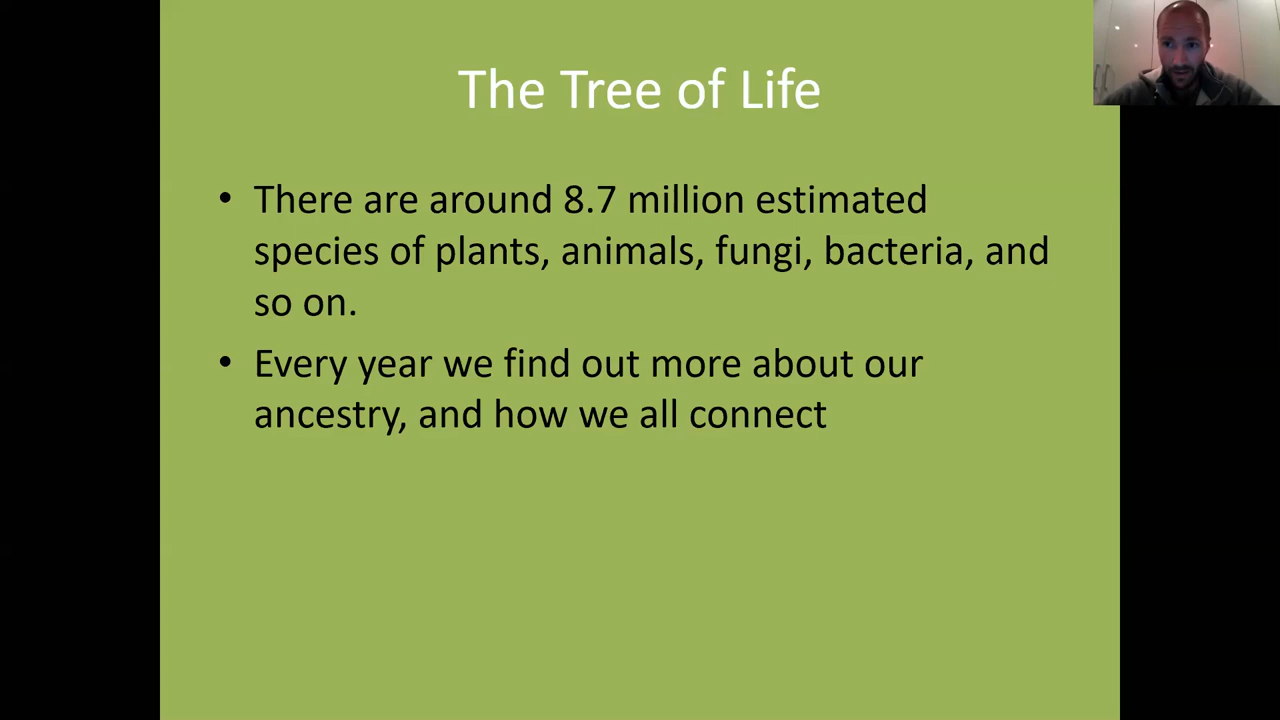 The Tree of Life
• There are around 8.7 million estimated
species of plants, animals, fungi, bacteria, and
so on.
• Every year we find out more about our
ancestry, and how we all connect